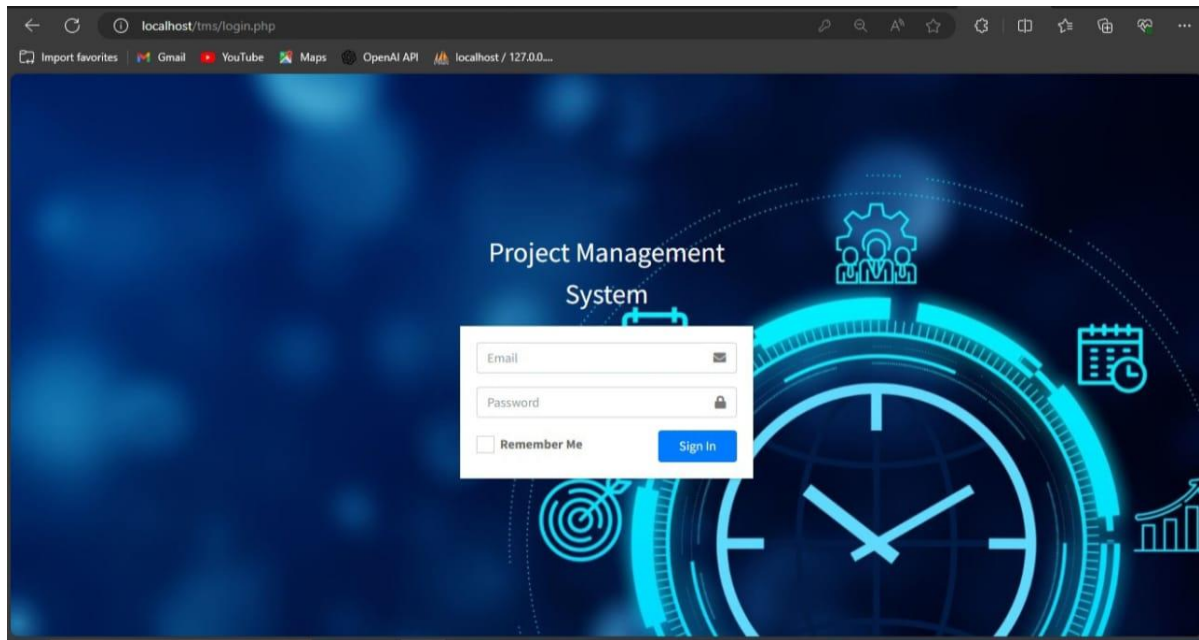 localhost/tms/login.php
Import favorites Gmail YouTube Maps OpenAI API localhost / 127.0.0....
Project Management
System
Email
Password
Remember Me Sign In